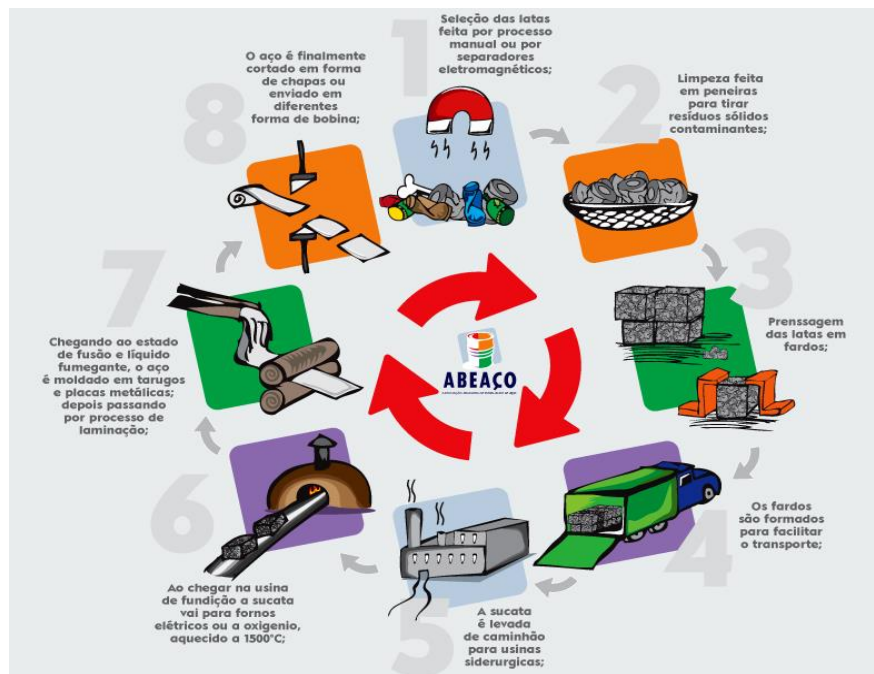 1
Seleção das latas
feita por processo
manual ou por
separadores
eletromagnéticos;
2
Limpeza feita
em peneiras
para tirar
resíduos sólidos
contaminantes;
3
Prenssagem
das latas em
fardos;
4
Os fardos
são formados
para facilitar
o transporte;
5
A sucata
é levada
de caminhão
para usinas
siderurgicas;
6
Ao chegar na usina
de fundição a sucata
vai para fornos
elétricos ou a oxigenio,
aquecido a 1500°C;
7
Chegando ao estado
de fusão e líquido
fumegante, o aço
é moldado em tarugos
e placas metálicas;
depois passando
por processo de
laminação;
8
O aço é finalmente
cortado em forma
de chapas ou
enviado em
diferentes
forma de bobina;
ABEAÇO